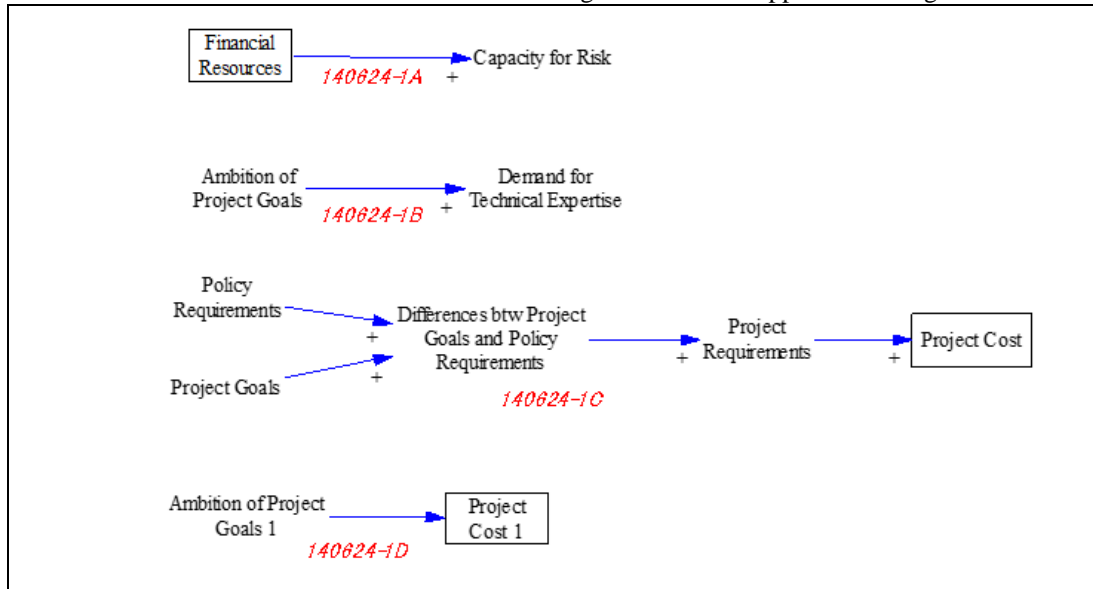 Financial
Resources
Capacity for Risk
140624-1A
+
Ambition of
Project Goals
Demand for
Technical Expertise
140624-1B
+
Policy
Requirements
+
Differences btw Project
Goals and Policy
Requirements
Project
Requirements
+
Project Cost
+
+
Project Goals
140624-1C
Ambition of Project
Goals 1
Project
Cost 1
140624-1D